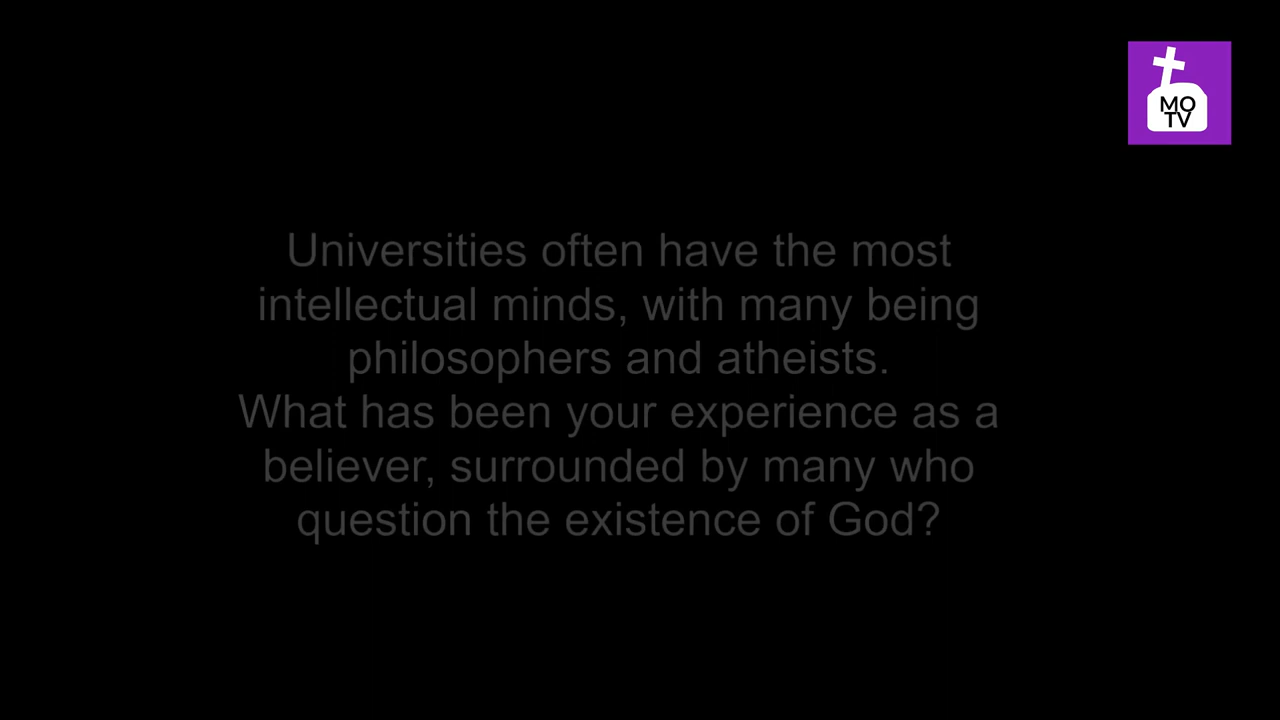 MO
TV
Universities often have the most
intellectual minds, with many being
philosophers and atheists.
What has been your experience as a
believer, surrounded by many who
question the existence of God?